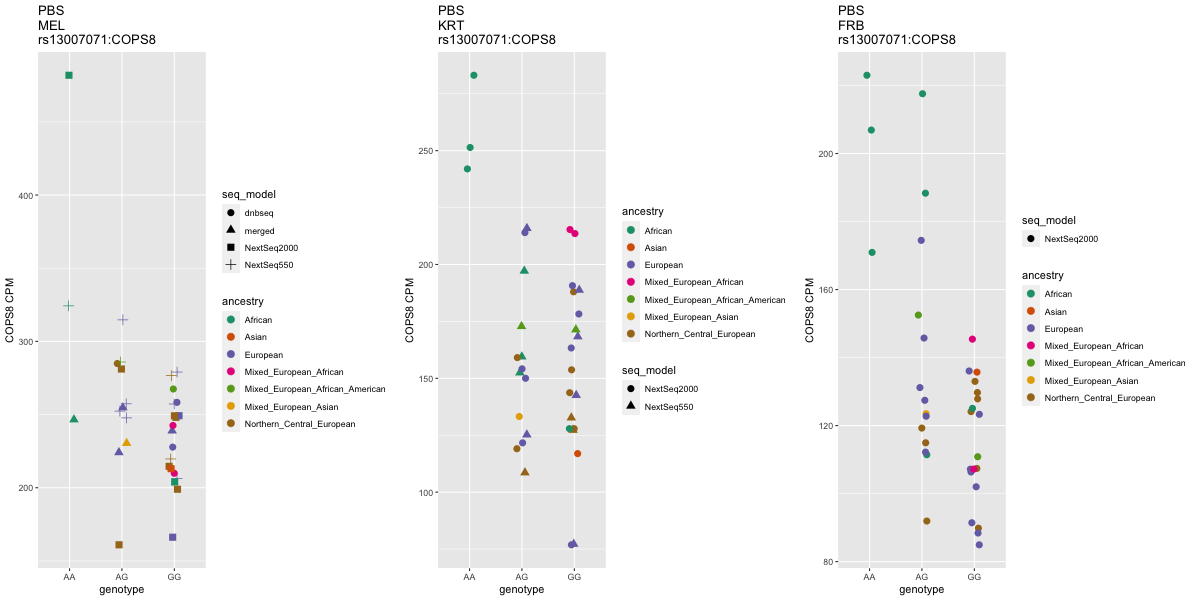 PBS
MEL
rs13007071:COPS8
COPS8 CPM
400
300
200
AA
AG
GG
genotype
seq_model
dnbseq
merged
NextSeq2000
NextSeq550
ancestry
African
Asian
European
Mixed_European_African
Mixed_European_African_American
Mixed_European_Asian
Northern_Central_European
PBS
KRT
rs13007071:COPS8
COPS8 CPM
250
200
150
100
AA
AG
GG
genotype
ancestry
African
Asian
European
Mixed_European_African
Mixed_European_African_American
Mixed_European_Asian
Northern_Central_European
seq_model
NextSeq2000
NextSeq550
PBS
FRB
rs13007071:COPS8
COPS8 CPM
200
160
120
80
AA
AG
GG
genotype
seq_model
NextSeq2000
ancestry
African
Asian
European
Mixed_European_African
Mixed_European_African_American
Mixed_European_Asian
Northern_Central_European